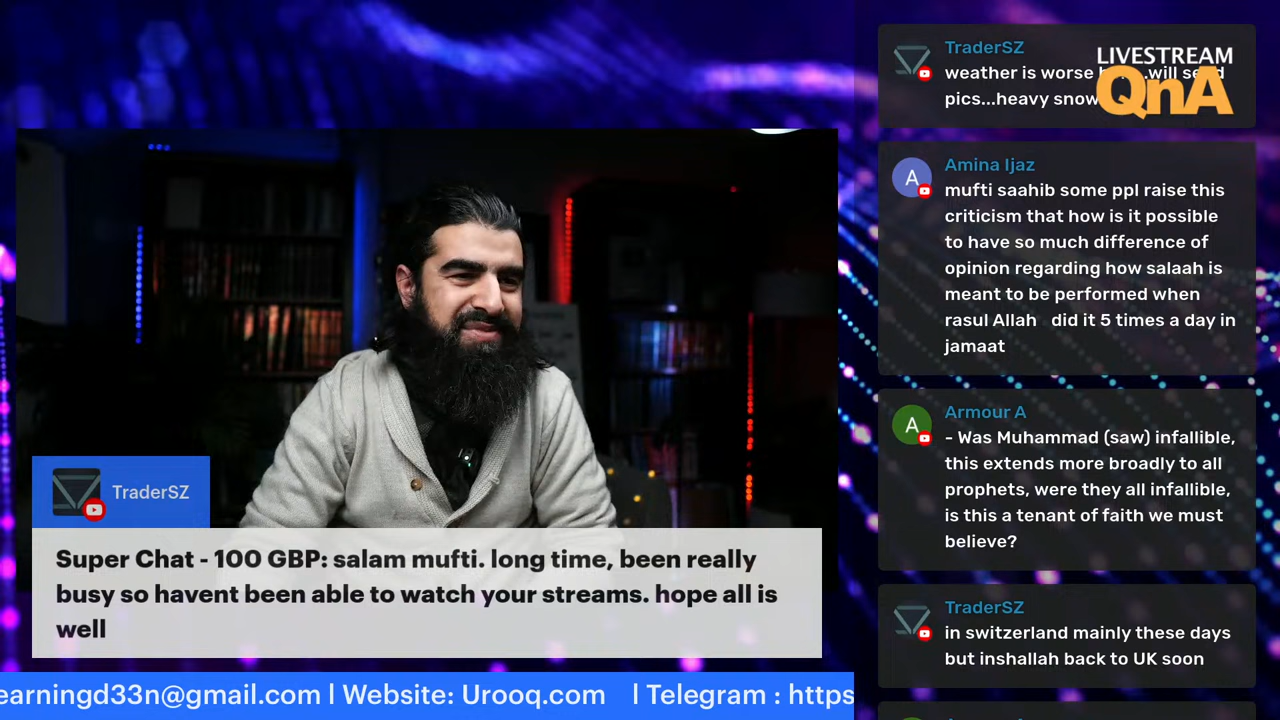 TraderSZ
Super Chat - 100 GBP: salam mufti. long time, been really
busy so havent been able to watch your streams. hope all is
well
earningd33n@gmail.com | Website: Urooq.com | Telegram : https
LIVESTREAM
QnA
TraderSZ
weather is worse
pics...heavy snow
A
Amina Ijaz
mufti saahib some ppl raise this
criticism that how is it possible
to have so much difference of
opinion regarding how salaah is
meant to be performed when
rasul Allah did it 5 times a day in
jamaat
A
Armour A
- Was Muhammad (saw) infallible,
this extends more broadly to all
prophets, were they all infallible,
is this a tenant of faith we must
believe?
TraderSZ
in switzerland mainly these days
but inshallah back to UK soon